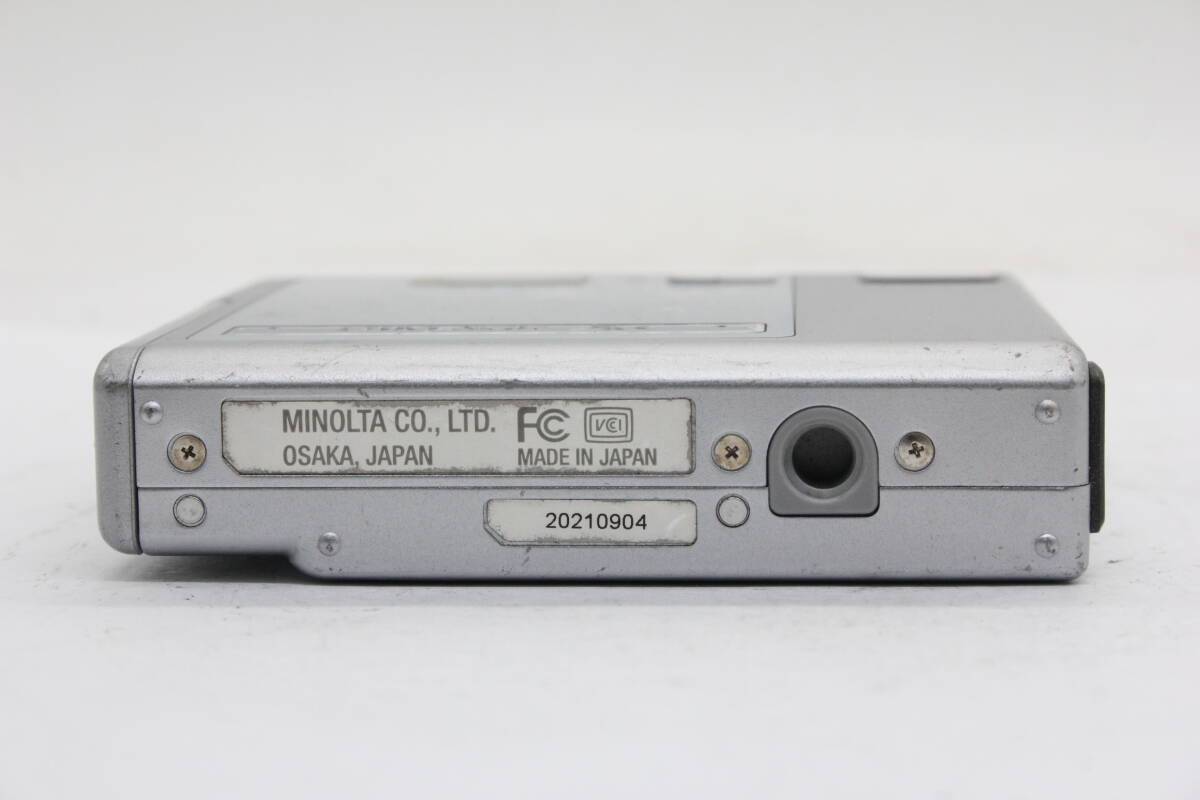 MINOLTA CO., LTD.
OSAKA, JAPAN
FC
VCI
MADE IN JAPAN
20210904